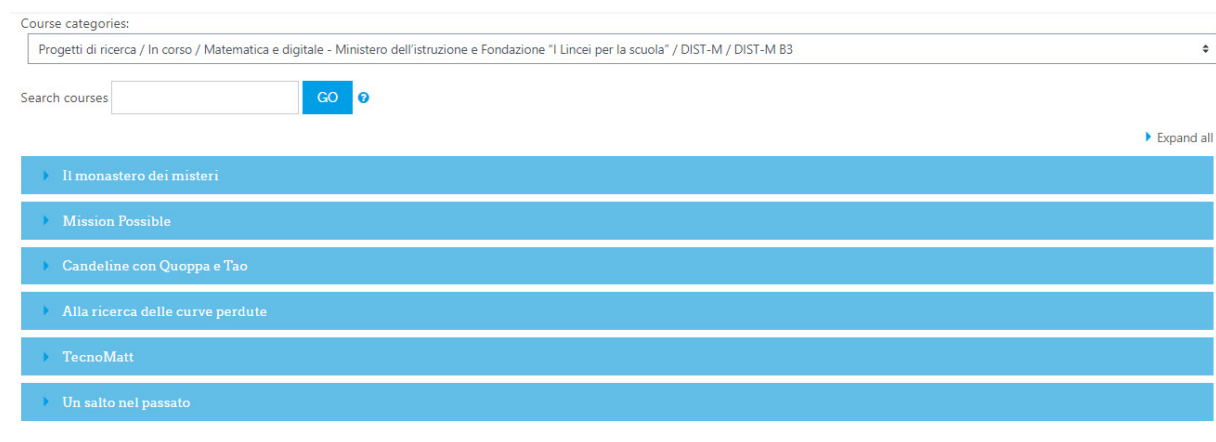 Course categories:
Progetti di ricerca / In corso / Matematica e digitale - Ministero dell'istruzione e Fondazione "I Lincei per la scuola" / DIST-M / DIST-M B3
Search courses
GO
?
Expand all
Il monastero dei misteri
Mission Possible
Candeline con Quoppa e Tao
Alla ricerca delle curve perdute
TecnoMatt
Un salto nel passato